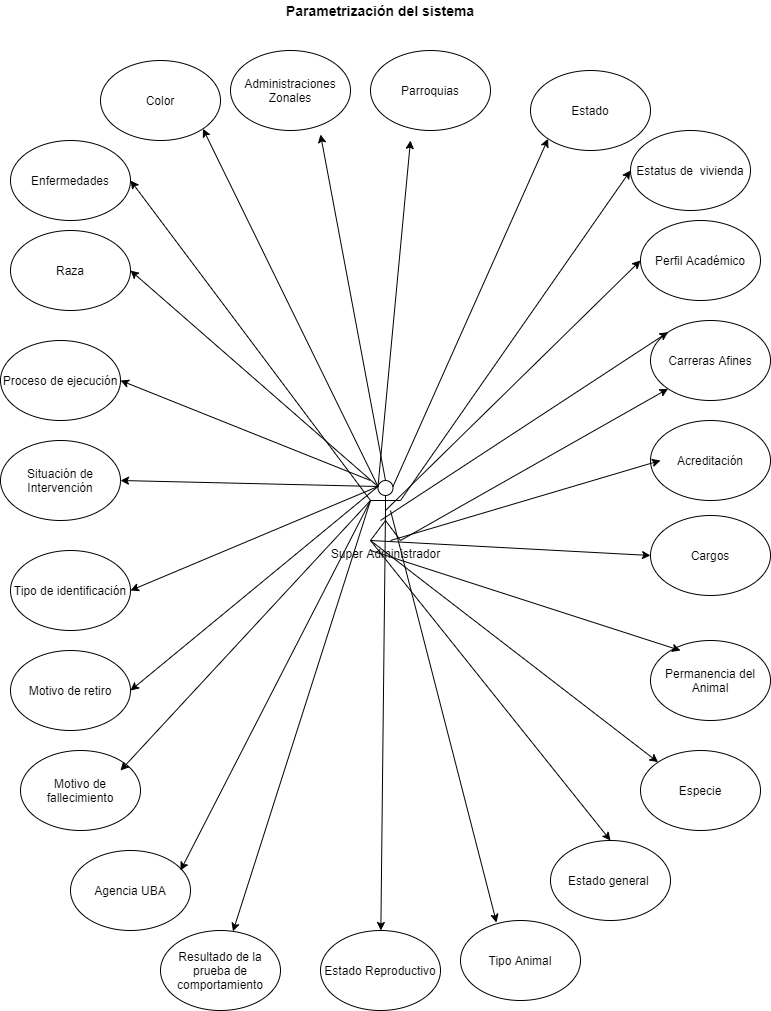 Parametrización del sistema
Color
Administraciones
Zonales
Parroquias
Estado
Enfermedades
Estatus de vivienda
Raza
Perfil Académico
Proceso de ejecución
Carreras Afines
Situación de
Intervención
Acreditación
Super Administrador
Cargos
Tipo de identificación
Motivo de retiro
Permanencia del
Animal
Motivo de
fallecimiento
Especie
Agencia UBA
Estado general
Resultado de la
prueba de
comportamiento
Estado Reproductivo
Tipo Animal